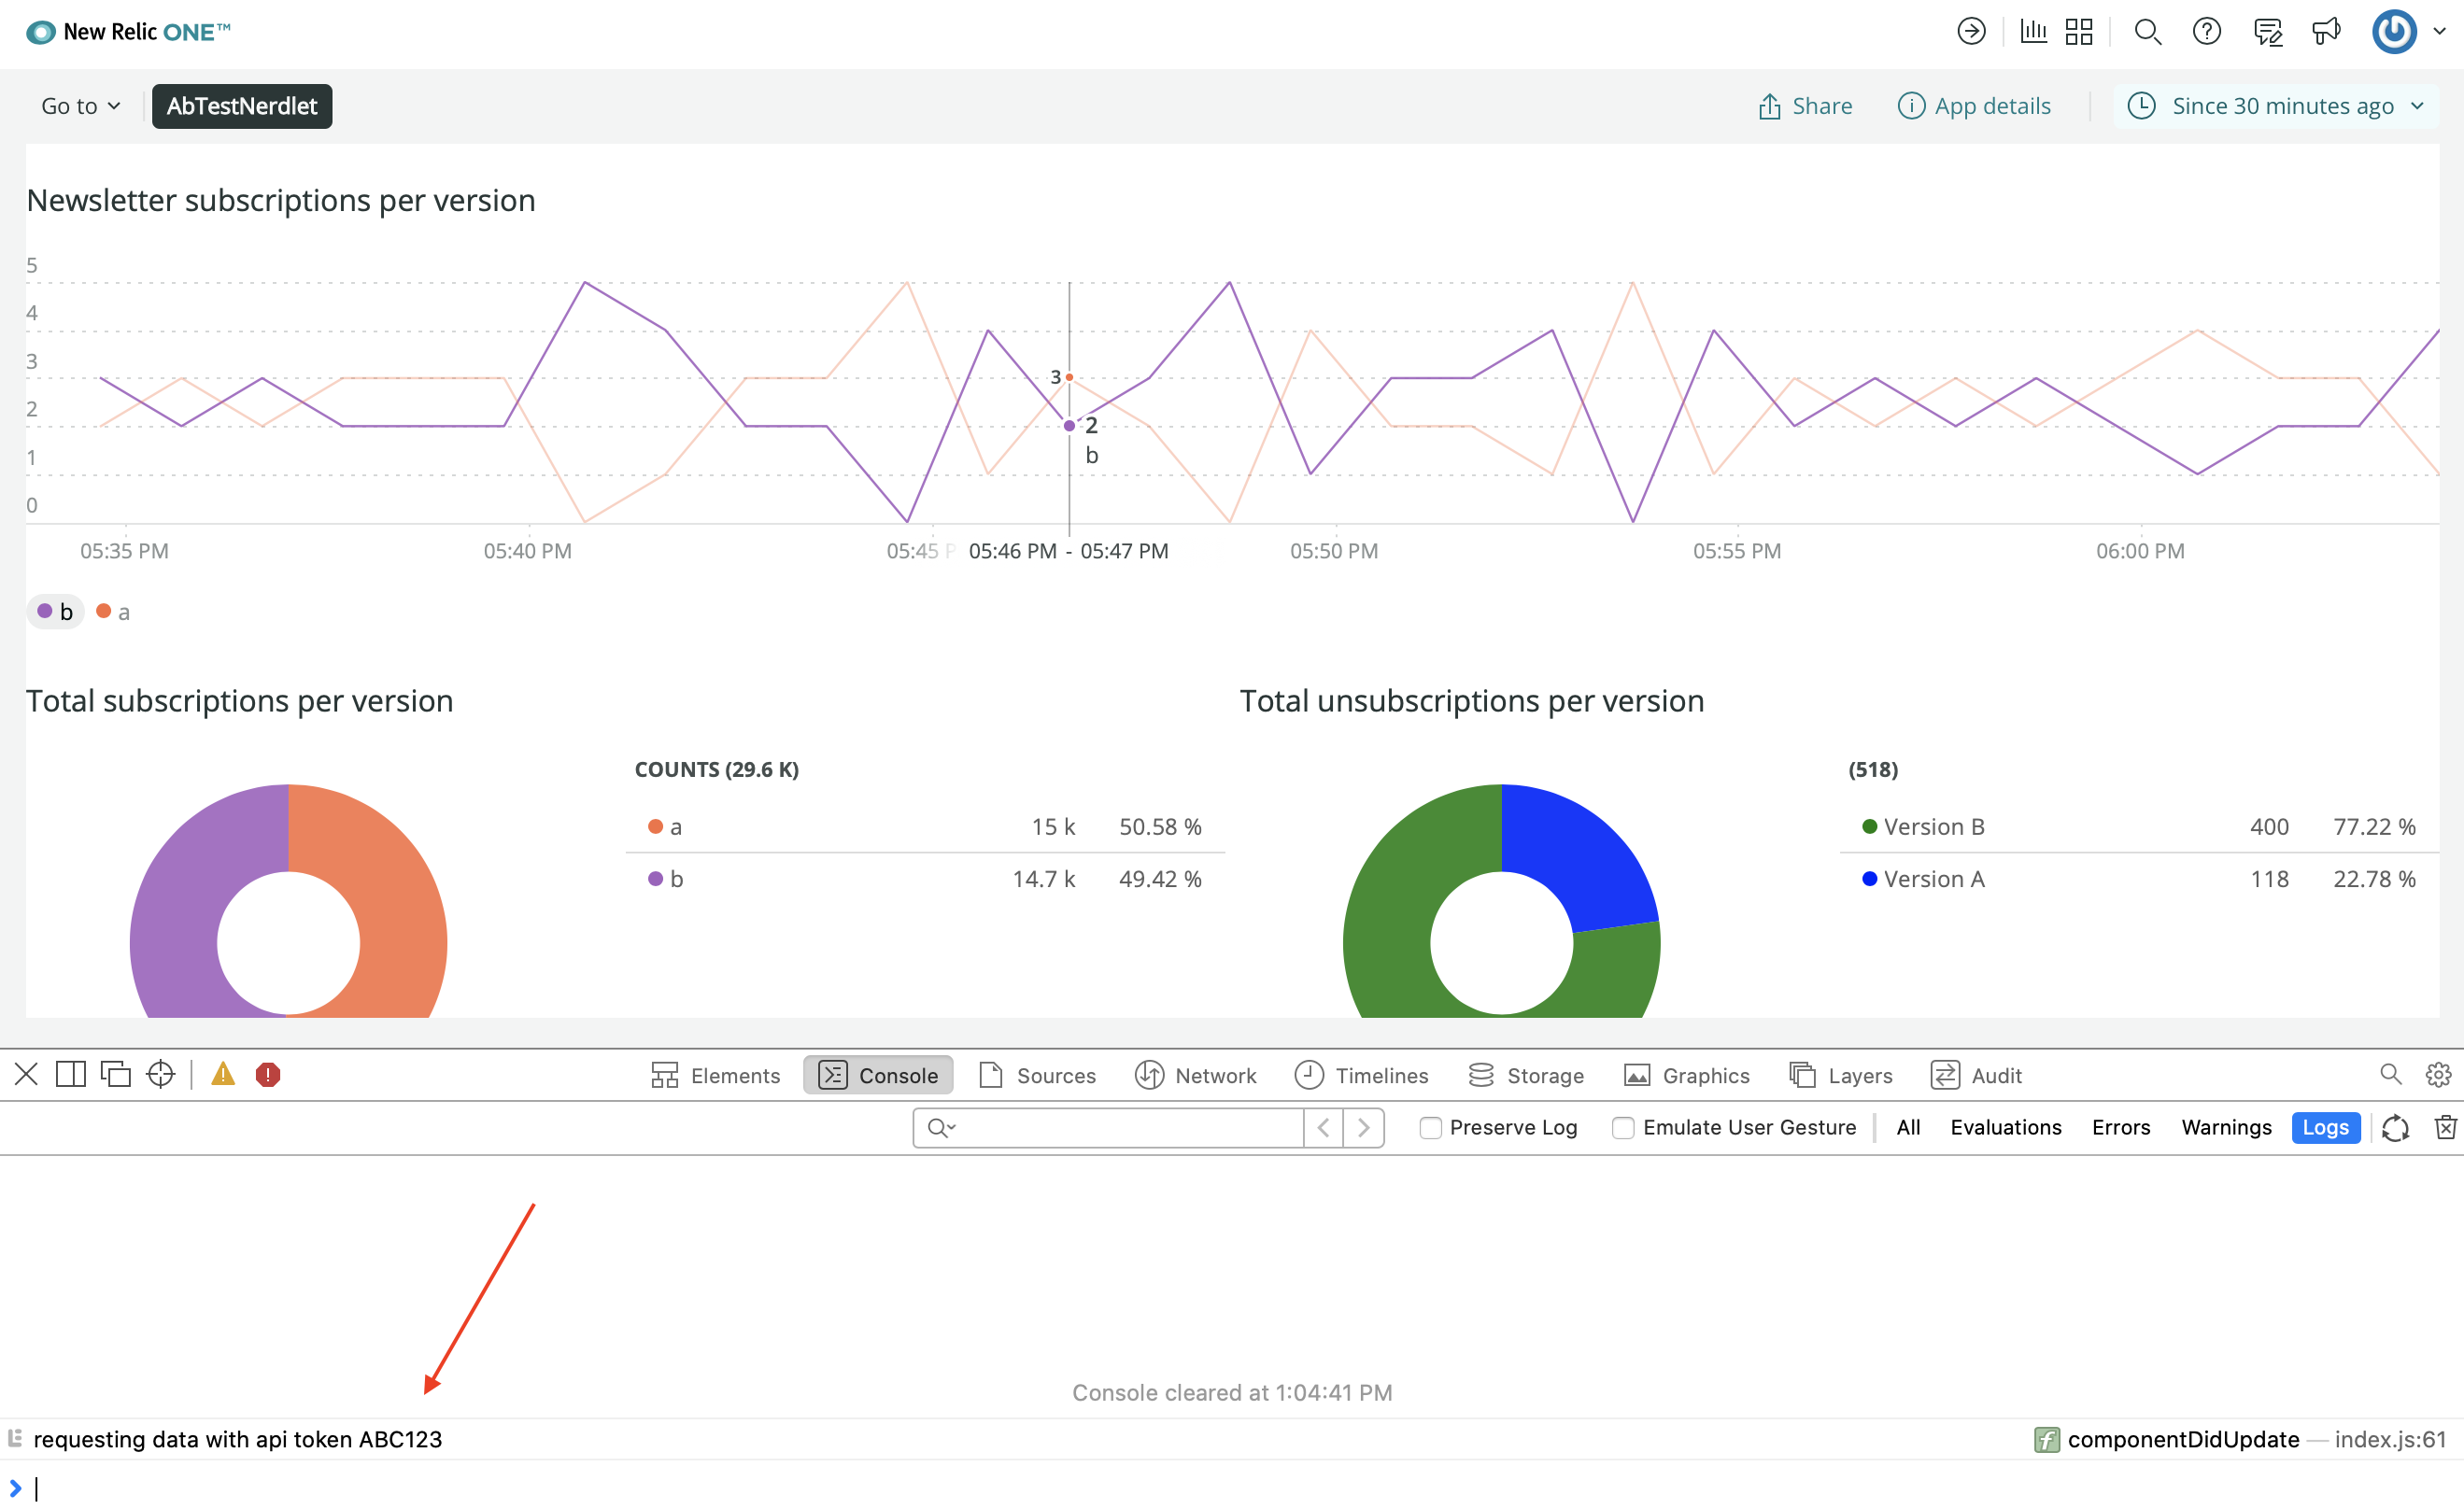 New Relic ONE™
Go to
AbTestNerdlet
Share
App details
Since 30 minutes ago
Newsletter subscriptions per version
5
4
3
2
1
0
3
2
b
05:35 PM
05:40 PM
05:45 P
05:46 PM - 05:47 PM
05:50 PM
05:55 PM
06:00 PM
b
a
Total subscriptions per version
COUNTS (29.6 K)
a 15 k 50.58 %
b 14.7 k 49.42 %
Total unsubscriptions per version
(518)
Version B 400 77.22 %
Version A 118 22.78 %
Elements
Console
Sources
Network
Timelines
Storage
Graphics
Layers
Audit
Preserve Log
Emulate User Gesture
All
Evaluations
Errors
Warnings
Logs
Console cleared at 1:04:41 PM
requesting data with api token ABC123
f componentDidUpdate — index.js:61